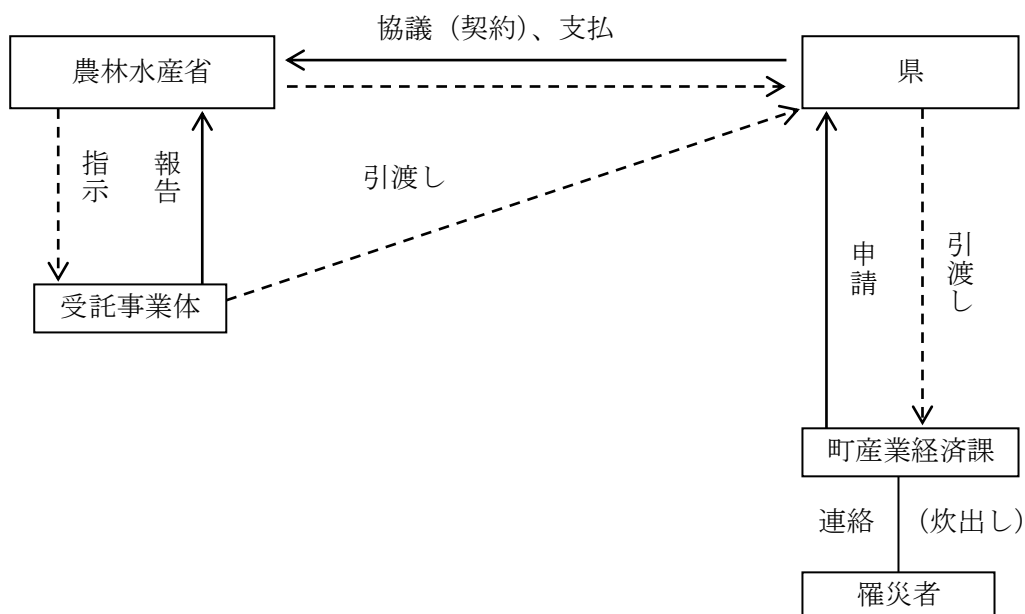 協議（契約）、支払
農林水産省
県
指示
報告
引渡し
申請
引渡し
受託事業体
町産業経済課
連絡
（炊出し）
罹災者